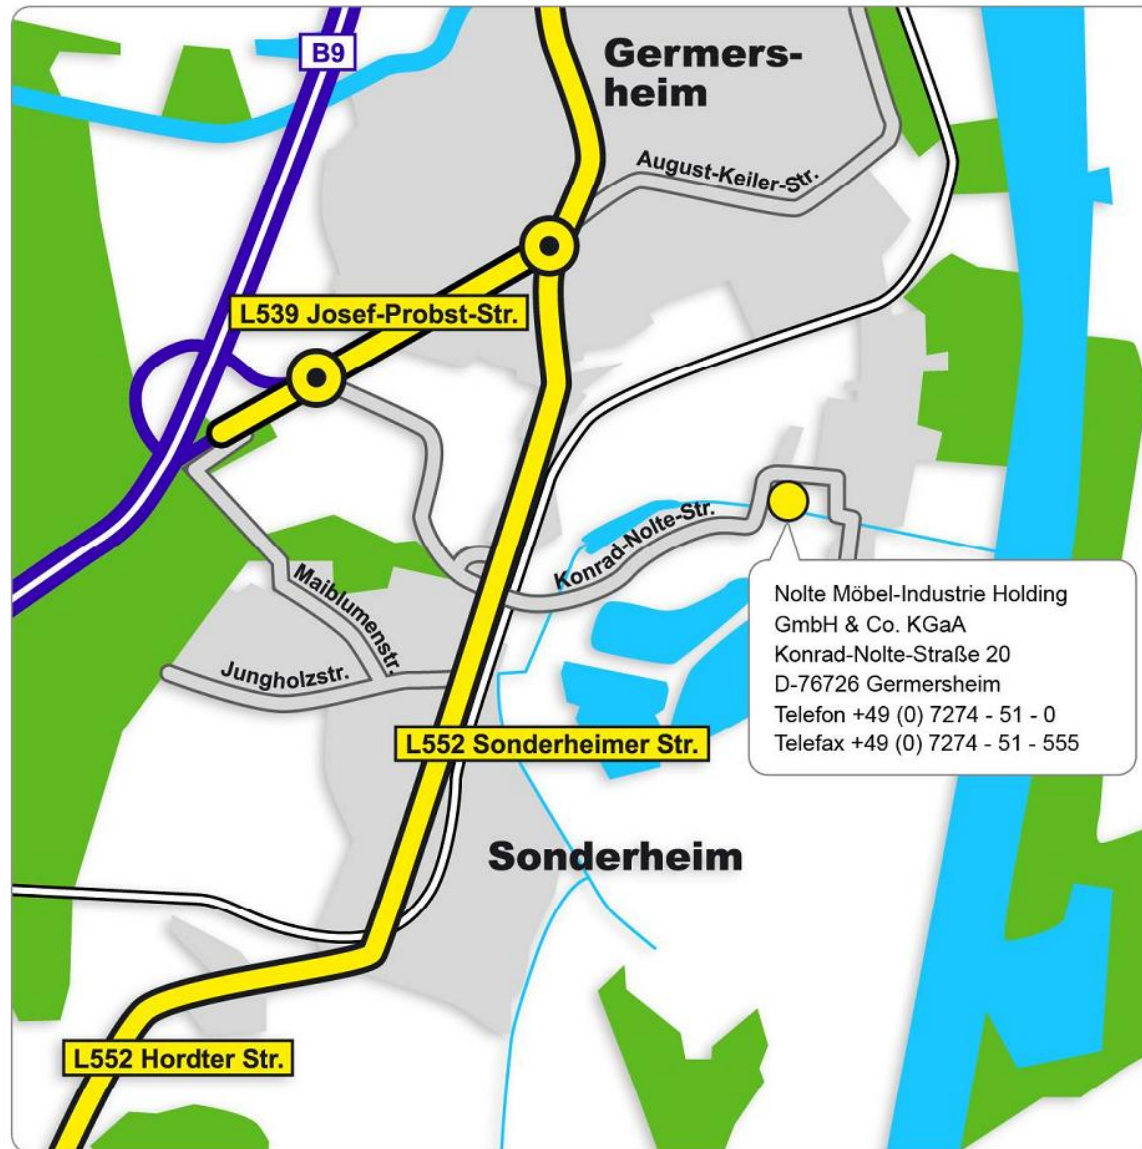 B9
Germers-
heim
August-Keiler-Str.
L539 Josef-Probst-Str.
Konrad-Nolte-Str.
Maiblumenstr.
Jungholzstr.
Nolte Möbel-Industrie Holding
GmbH & Co. KGaA
Konrad-Nolte-Straße 20
D-76726 Germersheim
Telefon +49 (0) 7274 - 51 - 0
Telefax +49 (0) 7274 - 51 - 555
L552 Sonderheimer Str.
Sonderheim
L552 Hordter Str.